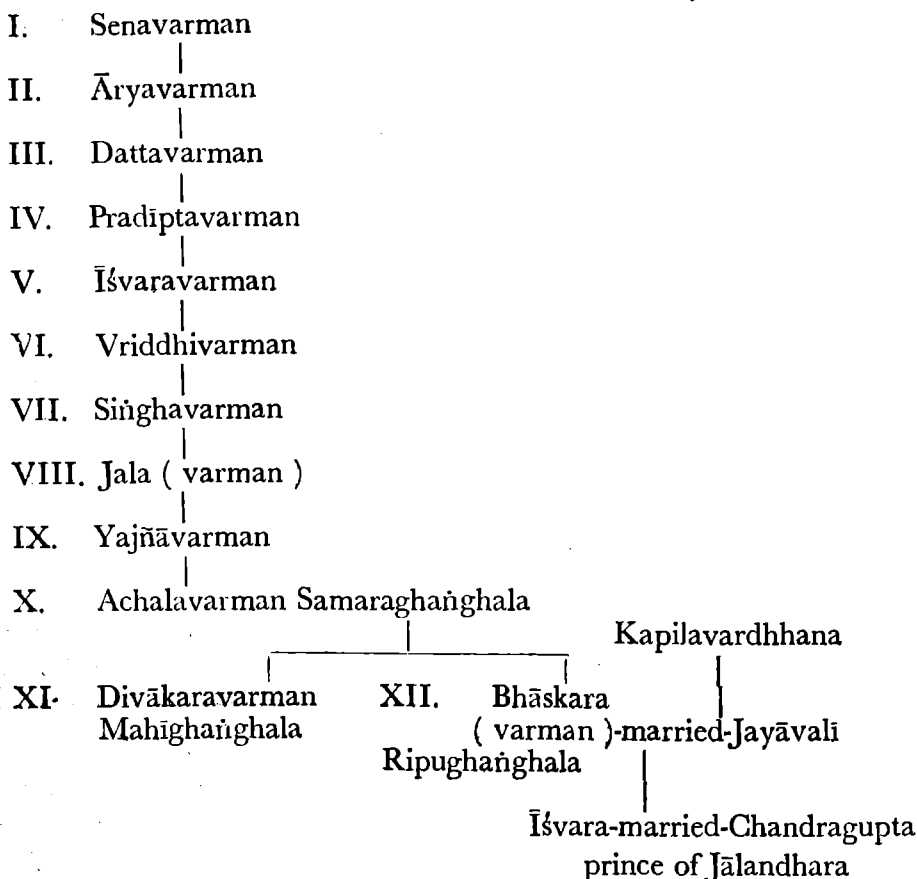 I. Senavarman
II. Āryavarman
III. Dattavarman
IV. Pradīptavarman
V. Īśvaravarman
VI. Vriddhivarman
VII. Siṅghavarman
VIII. Jala ( varman )
IX. Yajñāvarman
X. Achalavarman Samaraghaṅghala
Kapilavardhhana
XI. Divākaravarman XII. Bhāskara
Mahīghaṅghala ( varman )-married-Jayāvalī
Ripughaṅghala
Īśvara-married-Chandragupta
prince of Jālandhara